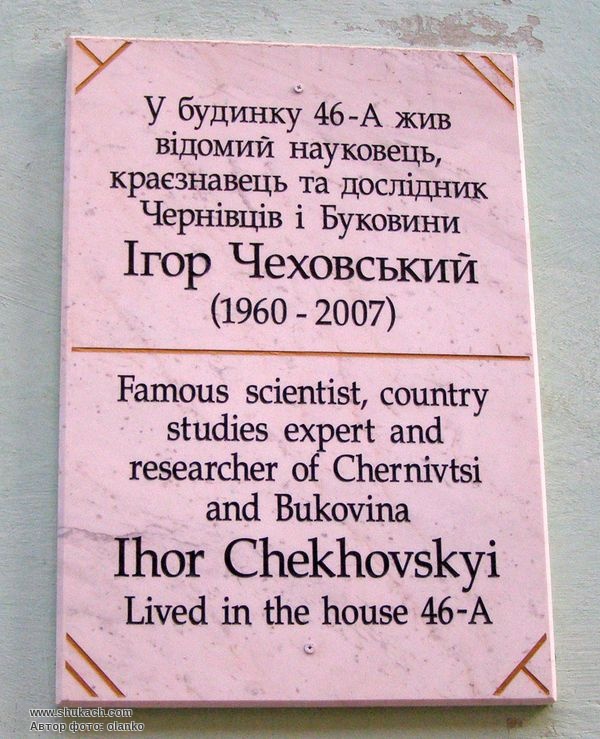 У будинку 46-А жив
відомий науковець,
краєзнавець та дослідник
Чернівців і Буковини
Ігор Чеховський
(1960 - 2007)
Famous scientist, country
studies expert and
researcher of Chernivtsi
and Bukovina
Ihor Chekhovskyi
Lived in the house 46-A
www.shukach.com
Автор фото: olanko